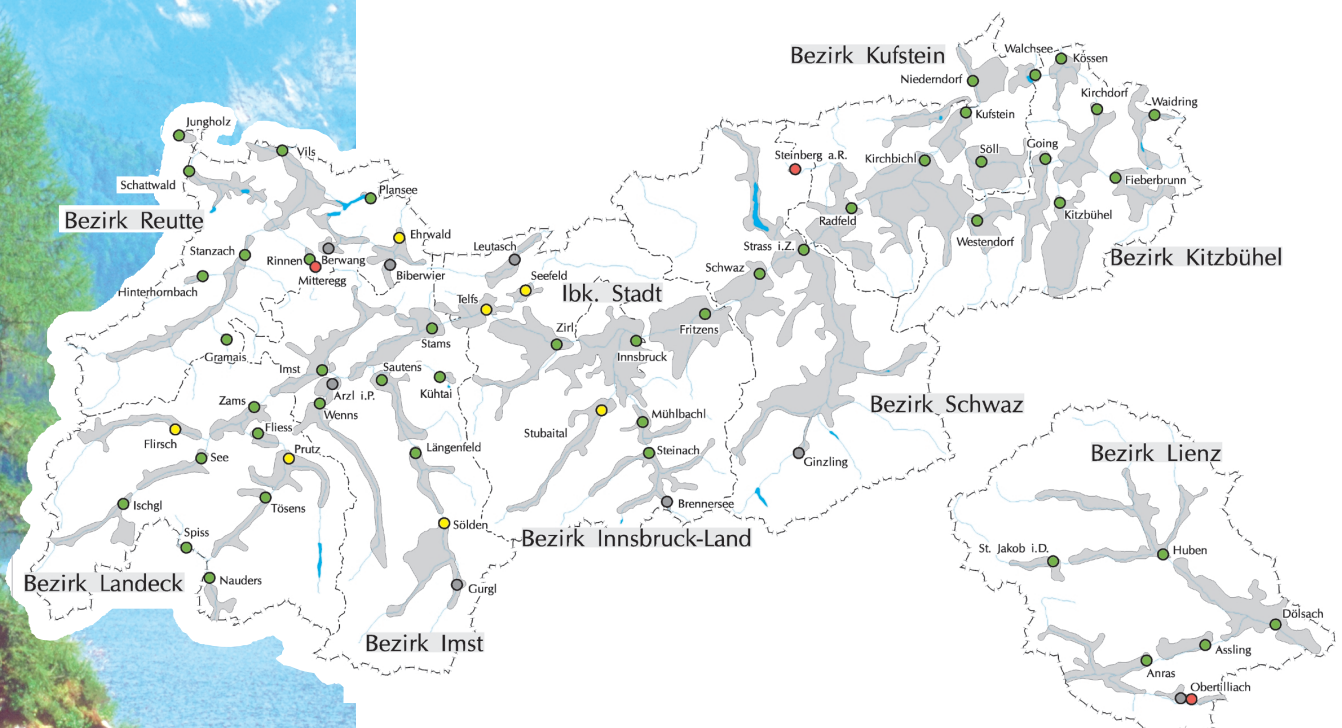 Bezirk Kufstein
Walchsee
Kössen
Niederndorf
Kirchdorf
Waidring
Kufstein
Jungholz
Vils
Steinberg a.R.
Kirchbichl
Söll
Going
Schattwald
Plansee
Fieberbrunn
Bezirk Reutte
Radfeld
Kitzbühel
Ehrwald
Westendorf
Stanzach
Leutasch
Strass i.Z.
Bezirk Kitzbühel
Rinnen
Berwang
Biberwier
Mitteregg
Seefeld
Schwaz
Hinterhornbach
Ibk. Stadt
Telfs
Zirl
Fritzens
Gramais
Stams
Innsbruck
Imst
Sautens
Arzl i.P.
Kühtai
Zams
Wenns
Bezirk Schwaz
Mühlbachl
Fliess
Stubaital
Flirsch
Prutz
Längenfeld
Steinach
See
Ginzling
Bezirk Lienz
Ischgl
Tösens
Brennersee
Spiss
Sölden
Bezirk Innsbruck-Land
St. Jakob i.D.
Huben
Bezirk Landeck
Nauders
Gurgl
Dölsach
Bezirk Imst
Assling
Anras
Obertilliach